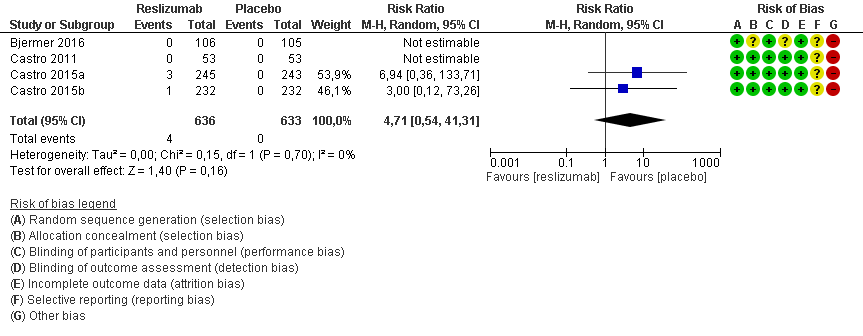 Reslizumab Placebo Risk Ratio Risk Ratio Risk of Bias
Study or Subgroup Events Total Events Total Weight M-H, Random, 95% CI M-H, Random, 95% CI A B C D E F G
Bjermer 2016 0 106 0 105 Not estimable + ? + ? + ? −
Castro 2011 0 53 0 53 Not estimable + + + + + ? −
Castro 2015a 3 245 0 243 53,9% 6,94 [0,36, 133,71] + + + + + ? −
Castro 2015b 1 232 0 232 46,1% 3,00 [0,12, 73,26] + + + + + ? −
Total (95% CI) 636 633 100,0% 4,71 [0,54, 41,31]
Total events 4 0
Heterogeneity: Tau² = 0,00; Chi² = 0,15, df = 1 (P = 0,70); I² = 0%
Test for overall effect: Z = 1,40 (P = 0,16)
0.001 0.1 1 10 1000
Favours [reslizumab] Favours [placebo]
Risk of bias legend
(A) Random sequence generation (selection bias)
(B) Allocation concealment (selection bias)
(C) Blinding of participants and personnel (performance bias)
(D) Blinding of outcome assessment (detection bias)
(E) Incomplete outcome data (attrition bias)
(F) Selective reporting (reporting bias)
(G) Other bias